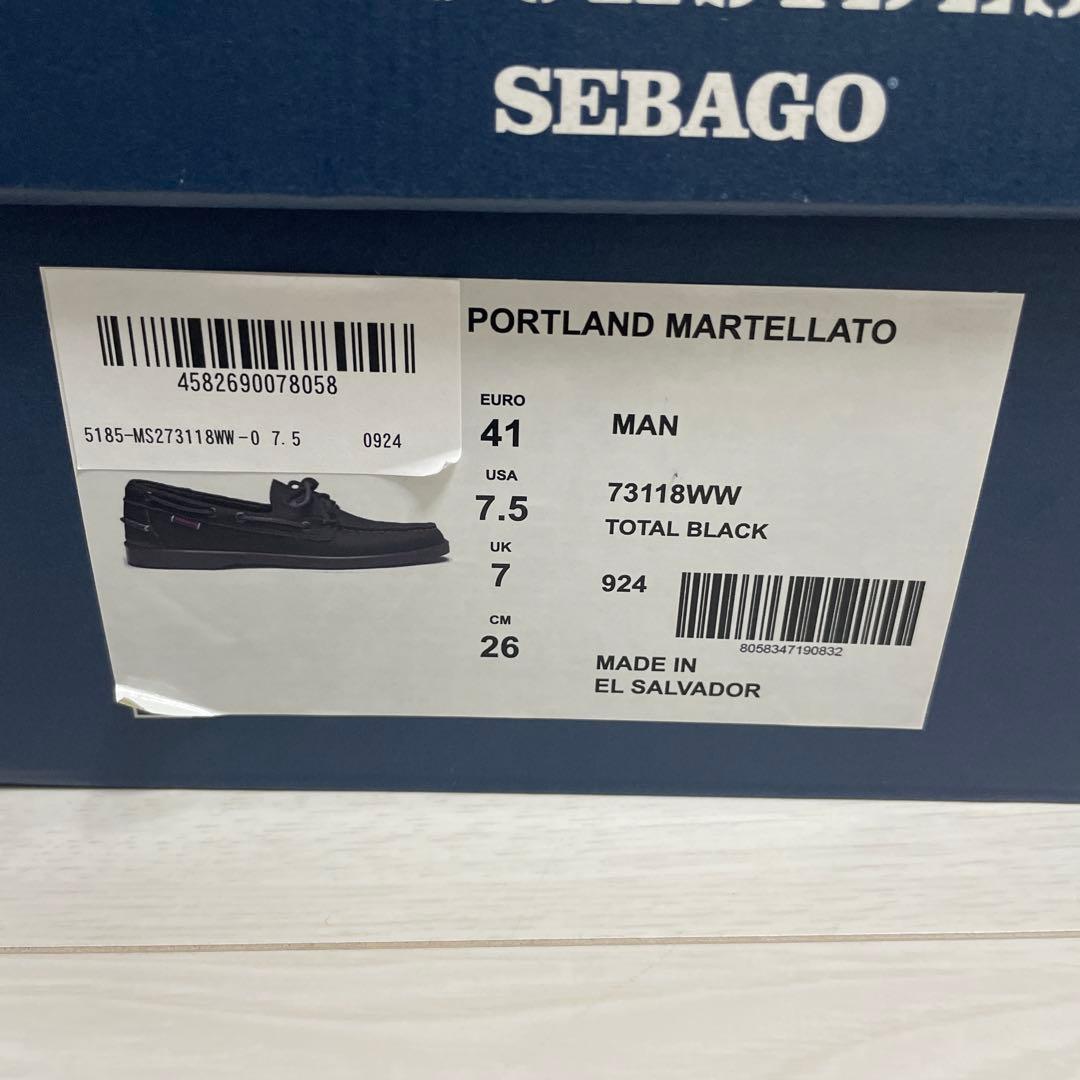 SEBAGO
4582690078058
5185-MS273118WW-0 7.5 0924
PORTLAND MARTELLATO
EURO
41
USA
7.5
UK
7
CM
26
MAN
73118WW
TOTAL BLACK
924
8058347190832
MADE IN
EL SALVADOR